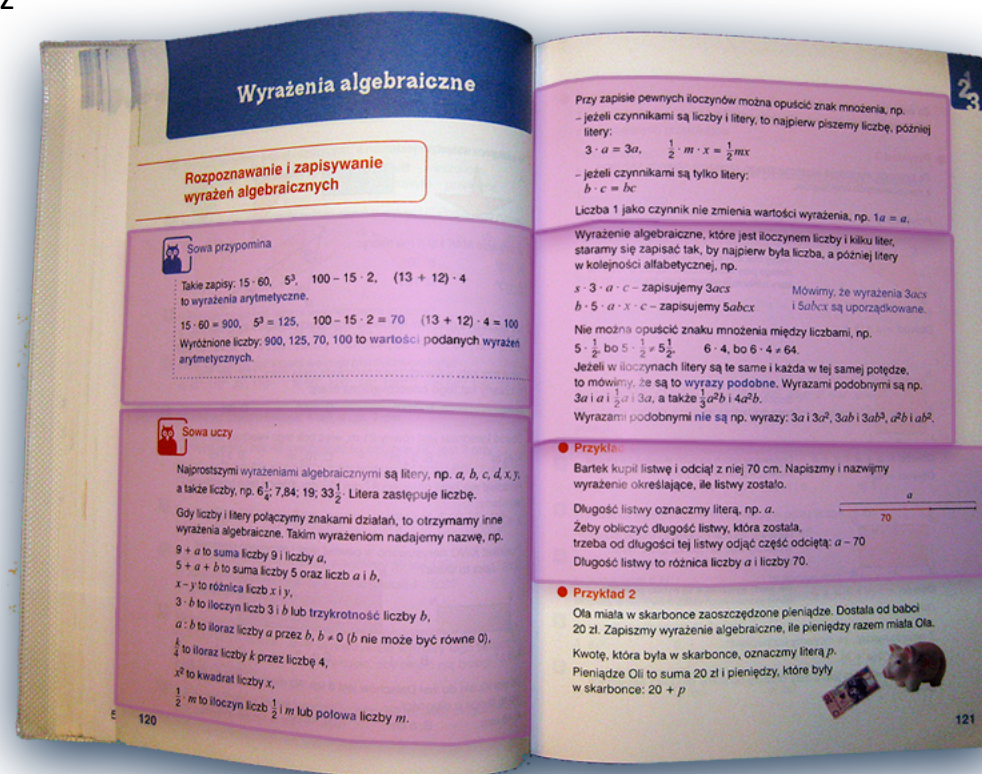 z
Wyrażenia algebraiczne
Rozpoznawanie i zapisywanie
wyrażeń algebraicznych
Sowa przypomina
Takie zapisy: 15 · 60, 5³, 100 – 15 · 2, (13 + 12) · 4
to wyrażenia arytmetyczne.
15 · 60 = 900, 5³ = 125, 100 – 15 · 2 = 70 (13 + 12) · 4 = 100
Wyróżnione liczby: 900, 125, 70, 100 to wartości podanych wyrażeń
arytmetycznych.
Sowa uczy
Najprostszymi wyrażeniami algebraicznymi są litery, np. a, b, c, d, x, y,
a także liczby, np. 6 1/4; 7,84; 19; 33 1/2. Litera zastępuje liczbę.
Gdy liczby i litery połączymy znakami działań, to otrzymamy inne
wyrażenia algebraiczne. Takim wyrażeniom nadajemy nazwę, np.
9 + a to suma liczby 9 i liczby a,
5 + a + b to suma liczby 5 oraz liczb a i b,
x – y to różnica liczb x i y,
3 · b to iloczyn liczb 3 i b lub trzykrotność liczby b,
a : b to iloraz liczby a przez b, b ≠ 0 (b nie może być równe 0),
k/4 to iloraz liczby k przez liczbę 4,
x² to kwadrat liczby x,
1/2 · m to iloczyn liczb 1/2 i m lub połowa liczby m.
120
2/3
Przy zapisie pewnych iloczynów można opuścić znak mnożenia, np.
– jeżeli czynnikami są liczby i litery, to najpierw piszemy liczbę, później
litery:
3 · a = 3a, 1/2 · m · x = 1/2mx
– jeżeli czynnikami są tylko litery:
b · c = bc
Liczba 1 jako czynnik nie zmienia wartości wyrażenia, np. 1a = a.
Wyrażenie algebraiczne, które jest iloczynem liczby i kilku liter,
staramy się zapisać tak, by najpierw była liczba, a później litery
w kolejności alfabetycznej, np.
s · 3 · a · c – zapisujemy 3acs
b · 5 · a · x · c – zapisujemy 5abcx
Mówimy, że wyrażenia 3acs
i 5abcx są uporządkowane.
Nie można opuścić znaku mnożenia między liczbami, np.
5 · 1/2, bo 5 · 1/2 ≠ 5 1/2, 6 · 4, bo 6 · 4 ≠ 64.
Jeżeli w iloczynach litery są te same i każda w tej samej potędze,
to mówimy, że są to wyrazy podobne. Wyrazami podobnymi są np.
3a i a i 1/2a i 3a, a także 1/3a²b i 4a²b.
Wyrazami podobnymi nie są np. wyrazy: 3a i 3a², 3ab i 3ab³, a²b i ab².
Bartek kupił listwę i odciął z niej 70 cm. Napiszmy i nazwijmy
wyrażenie określające, ile listwy zostało.
Długość listwy oznaczmy literą, np. a.
Żeby obliczyć długość listwy, która została,
trzeba od długości tej listwy odjąć część odciętą: a – 70
Długość listwy to różnica liczby a i liczby 70.
a
70
Przykład 2
Ola miała w skarbonce zaoszczędzone pieniądze. Dostała od babci
20 zł. Zapiszmy wyrażenie algebraiczne, ile pieniędzy razem miała Ola.
Kwotę, która była w skarbonce, oznaczmy literą p.
Pieniądze Oli to suma 20 zł i pieniędzy, które były
w skarbonce: 20 + p
121